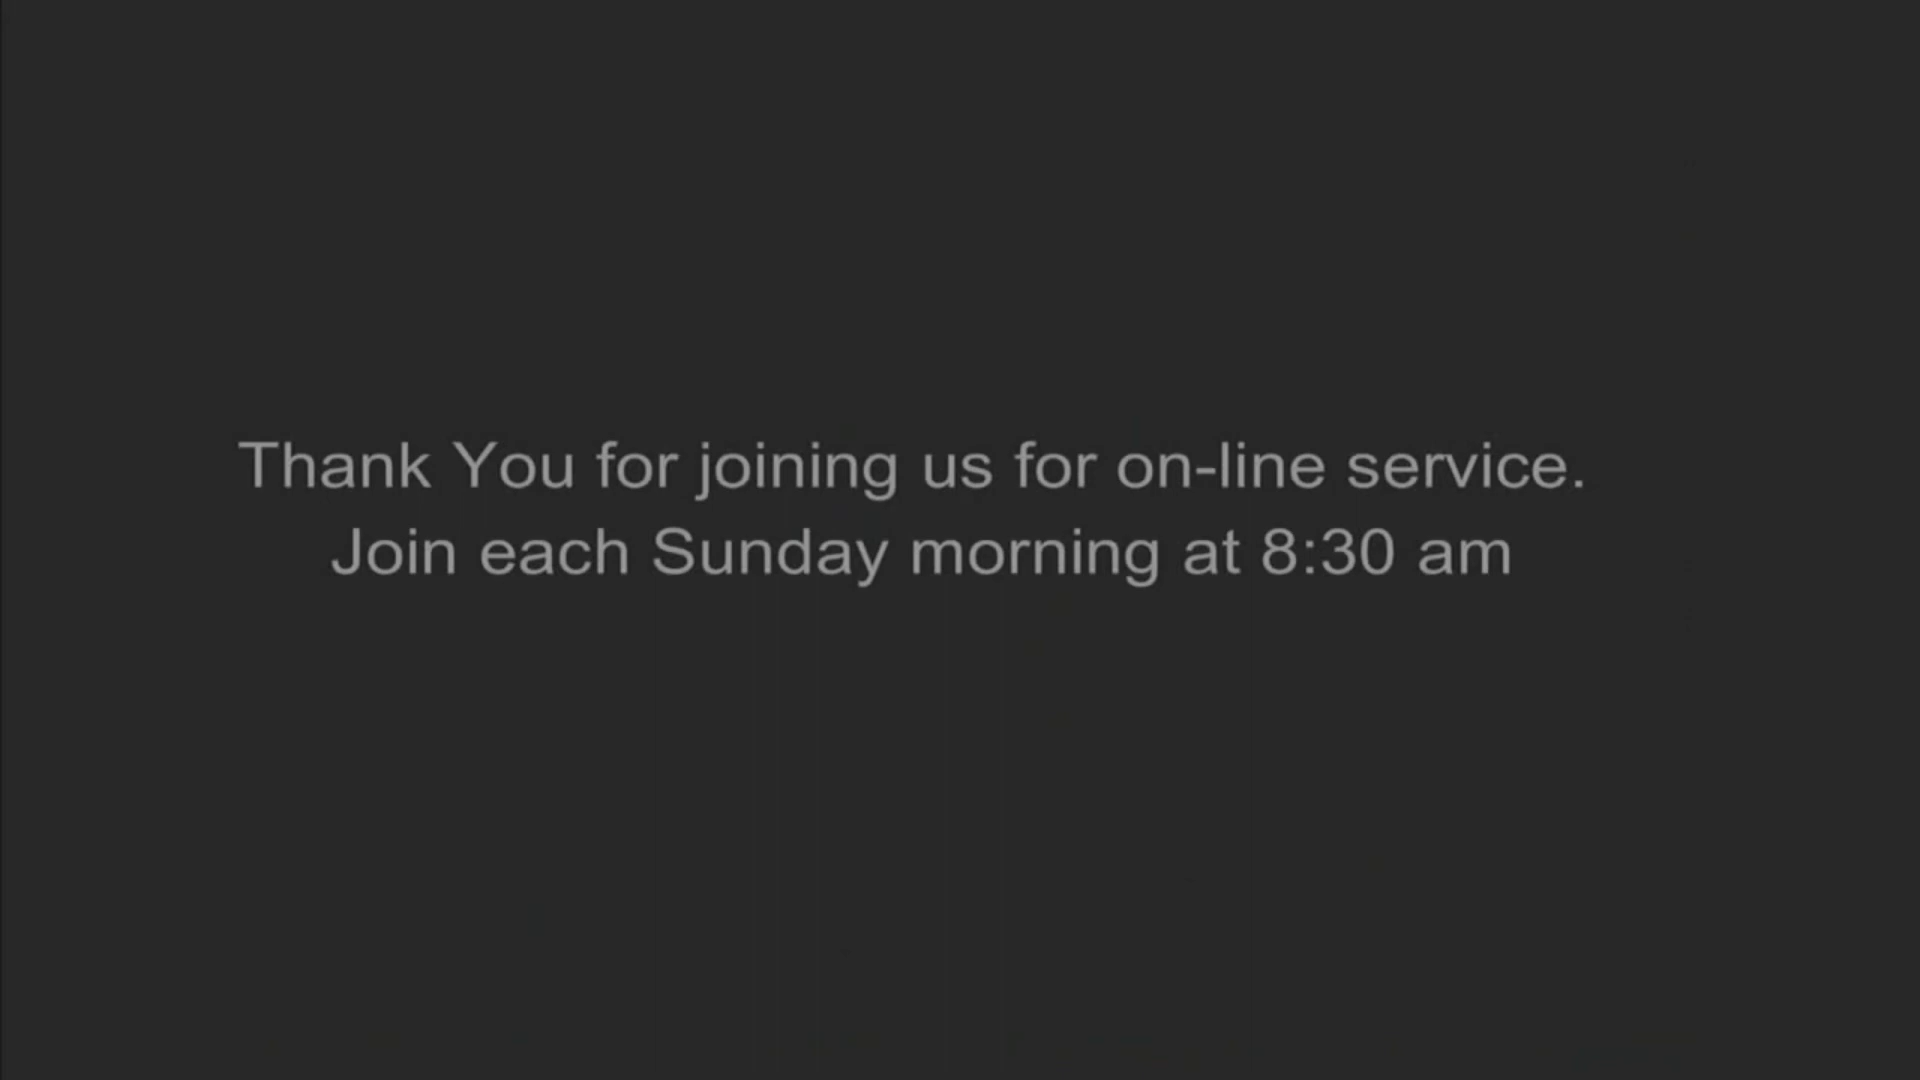 Thank You for joining us for on-line service.
Join each Sunday morning at 8:30 am